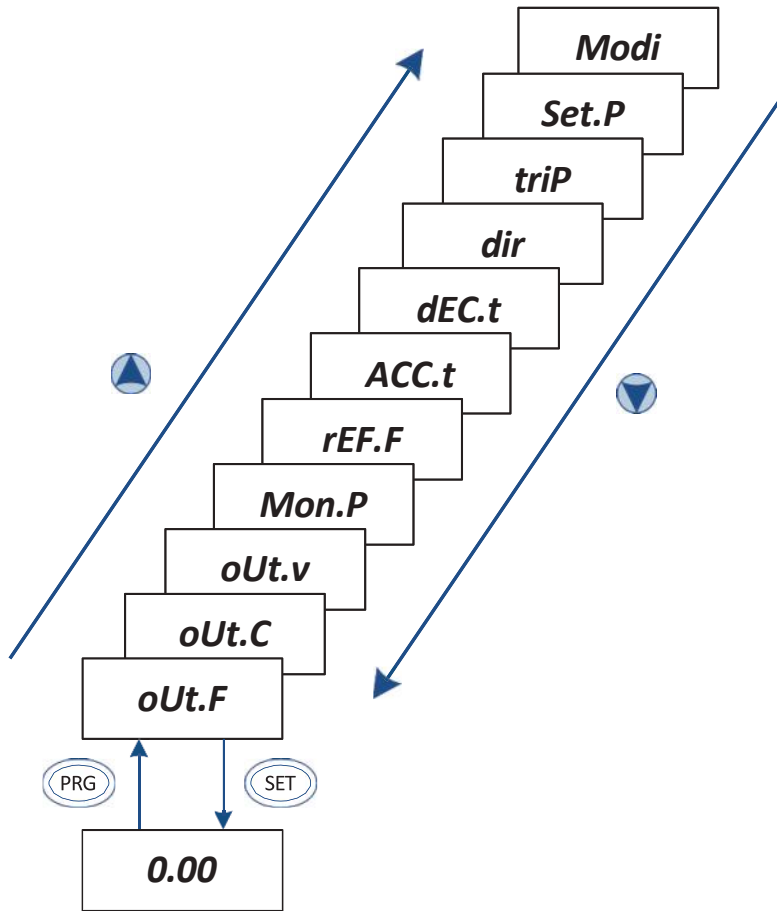 Modi
Set.P
triP
dir
dEC.t
ACC.t
rEF.F
Mon.P
oUt.v
oUt.C
oUt.F
PRG
SET
0.00